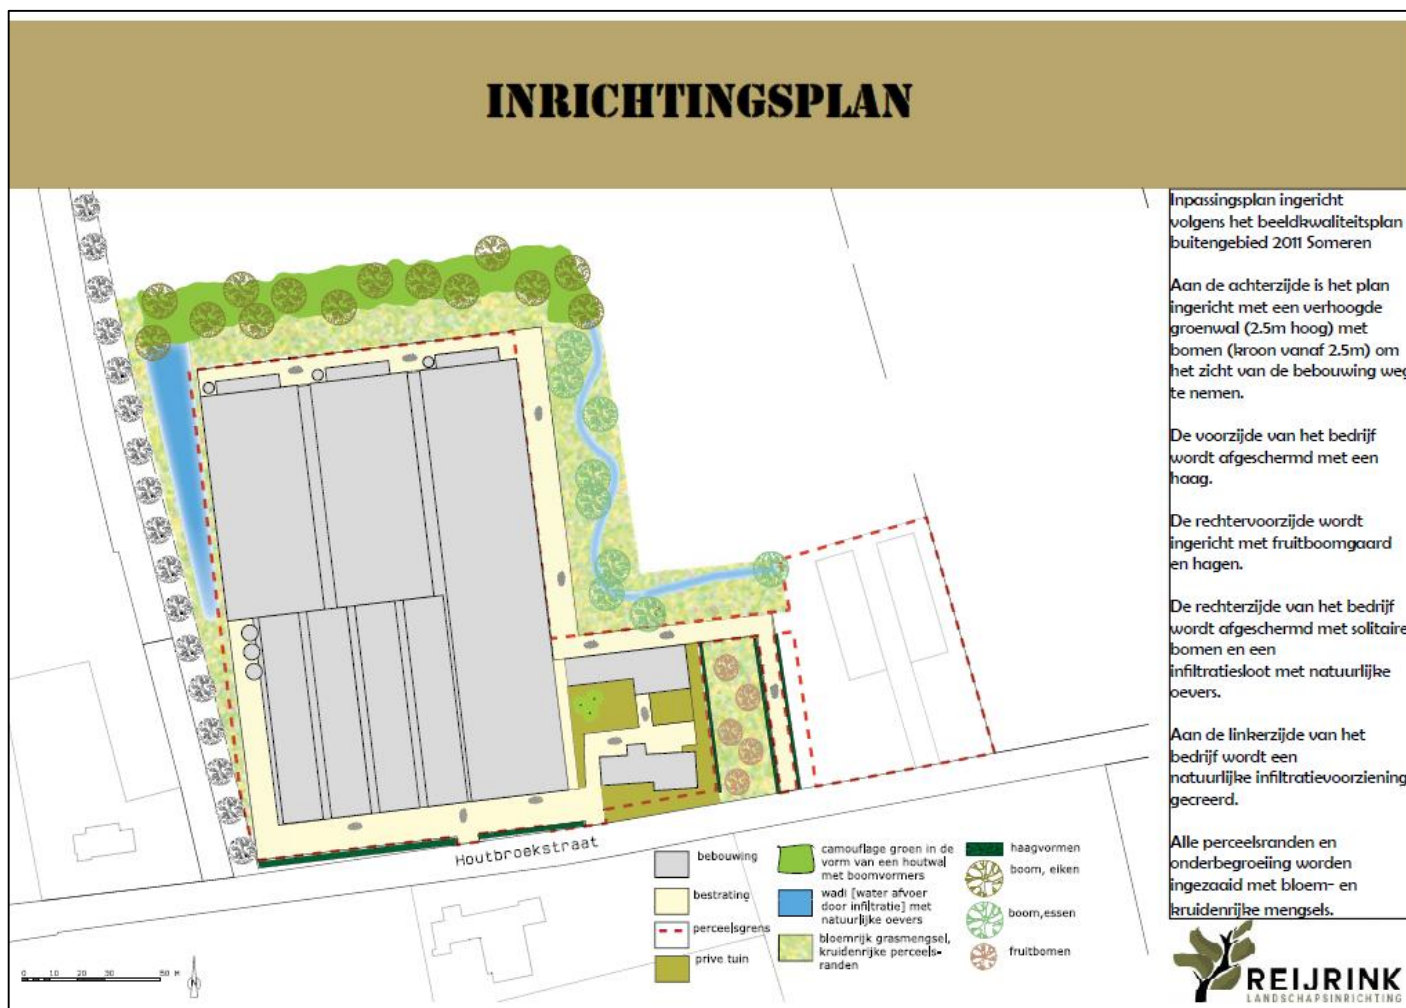 INRICHTINGSPLAN
Inpassingsplan ingericht
volgens het beeldkwaliteitsplan
buitengebied 2011 Someren
Aan de achterzijde is het plan
ingericht met een verhoogde
groenwal (2.5m hoog) met
bomen (kroon vanaf 2.5m) om
het zicht van de bebouwing weg
te nemen.
De voorzijde van het bedrijf
wordt afgeschermd met een
haag.
De rechtervoorzijde wordt
ingericht met fruitboomgaard
en hagen.
De rechterzijde van het bedrijf
wordt afgeschermd met solitaire
bomen en een
infiltratiesloot met natuurlijke
oevers.
Aan de linkerzijde van het
bedrijf wordt een
natuurlijke infiltratievoorziening
gecreerd.
Alle perceelsranden en
onderbegroeiing worden
ingezaaid met bloem- en
kruidenrijke mengsels.
Houtbroekstraat
bebouwing
bestrating
perceelsgrens
prive tuin
camouflage groen in de
vorm van een houtwal
met boomvormers
wadi [water afvoer
door infiltratie] met
natuurlijke oevers
bloemrijk grasmengsel,
kruidenrijke perceels-
randen
haagvormen
boom, eiken
boom,essen
fruitbomen
0 10 20 30 50 M
N
REIJRINK
LANDSCHAPSINRICHTING